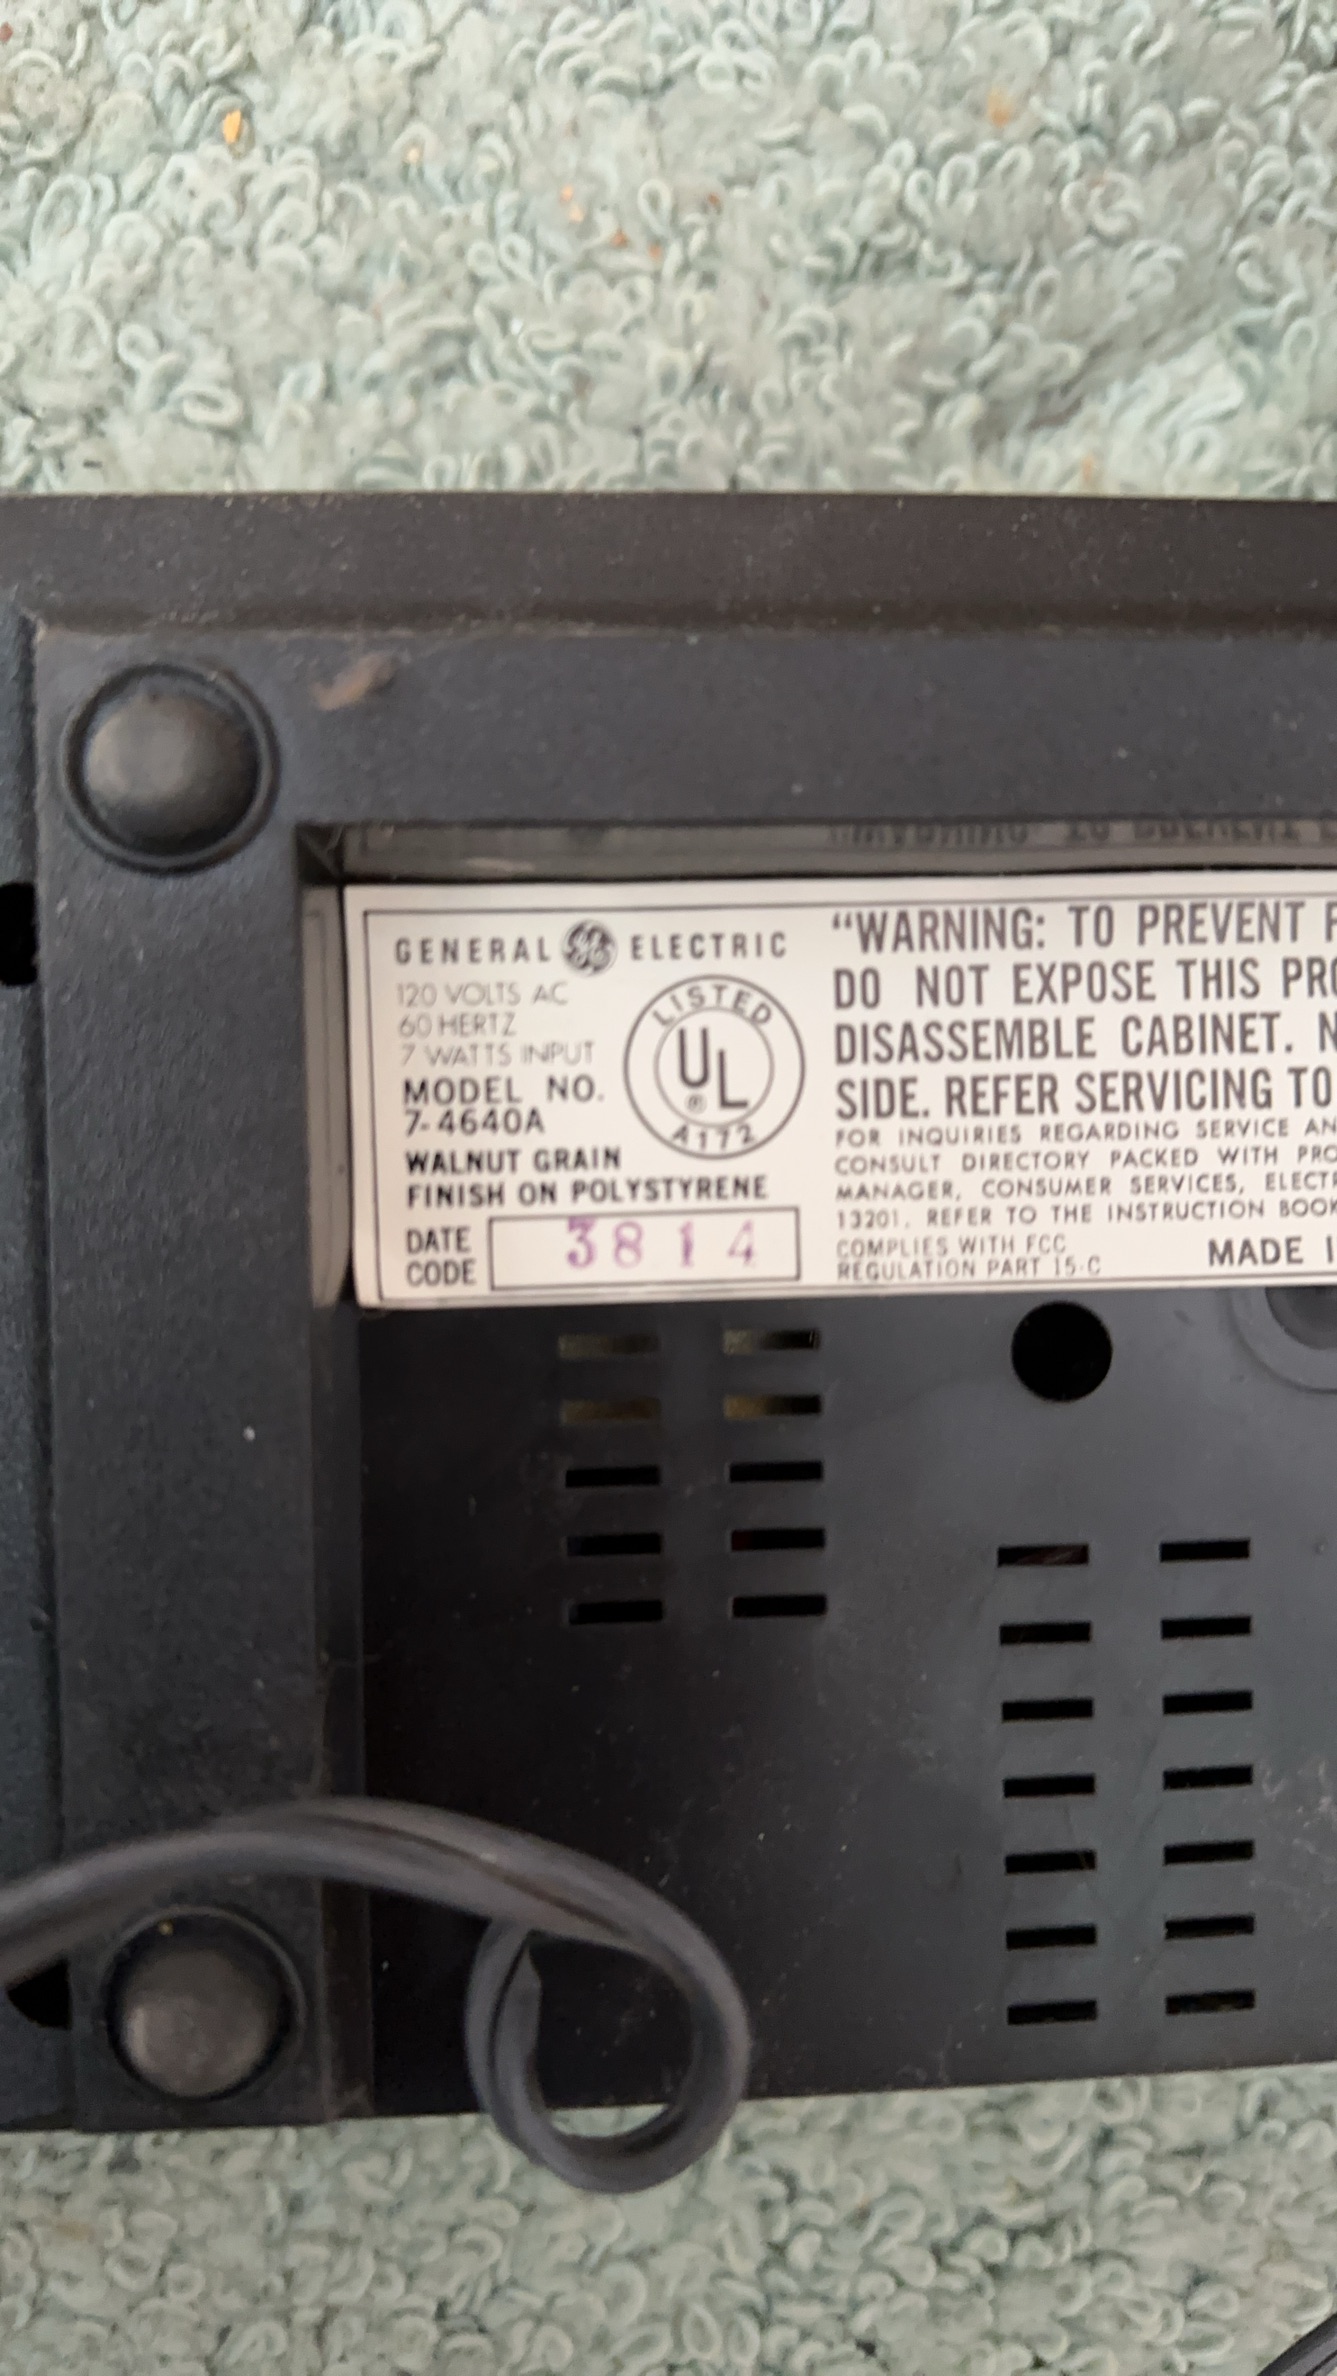 GENERAL GE ELECTRIC
120 VOLTS AC
60 HERTZ
7 WATTS INPUT
MODEL NO.
7-4640A
LISTED
UL
®
A172
WALNUT GRAIN
FINISH ON POLYSTYRENE
DATE
CODE
3814
“WARNING: TO PREVENT
DO NOT EXPOSE THIS
DISASSEMBLE CABINET.
SIDE. REFER SERVICING TO
FOR INQUIRIES REGARDING SERVICE
CONSULT DIRECTORY PACKED WITH
MANAGER, CONSUMER SERVICES,
13201. REFER TO THE INSTRUCTION
COMPLIES WITH FCC
REGULATION PART 15-C
MADE